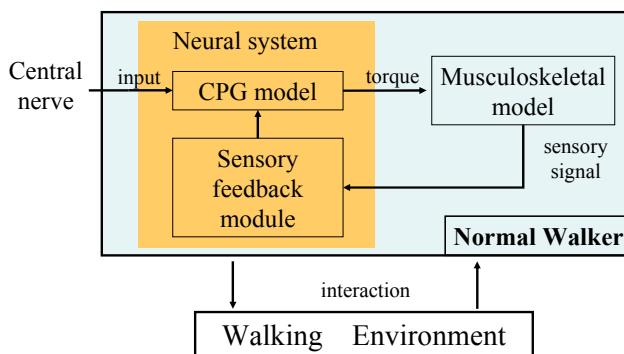 Neural system
Central
nerve
input
CPG model
torque
Musculoskeletal
model
Sensory
feedback
module
sensory
signal
Normal Walker
interaction
Walking Environment